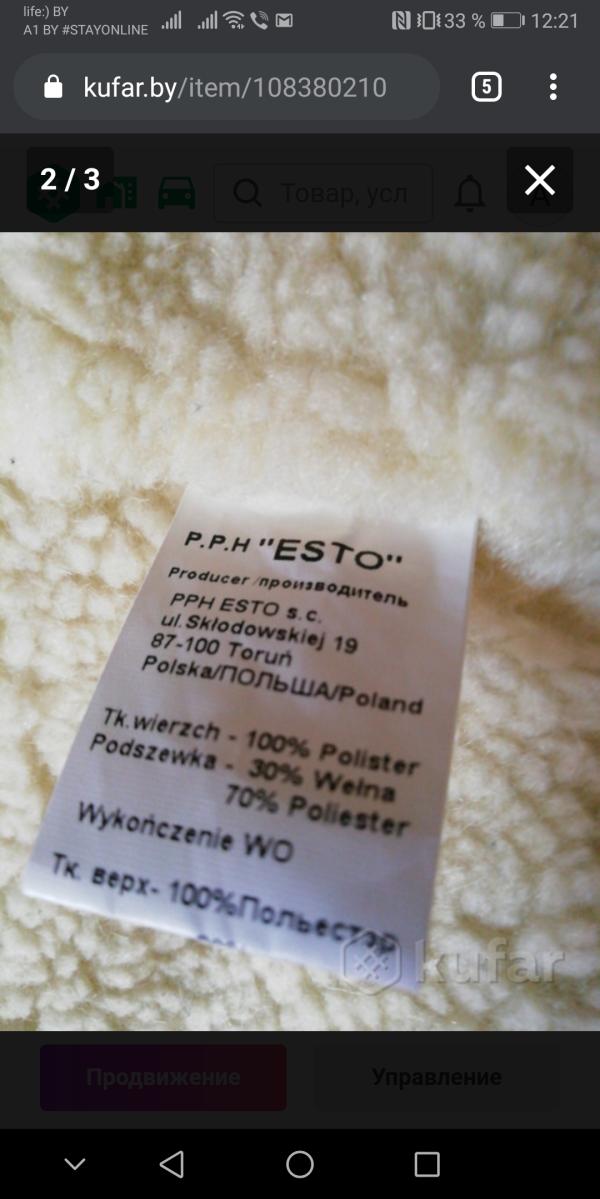 life:) BY
A1 BY #STAYONLINE
33 %
12:21
kufar.by/item/108380210
5
2 / 3
Товар, усл
P.P.H "ESTO"
Producer/производитель
PPH ESTO s.c.
ul.Skłodowskiej 19
87-100 Toruń
Polska/ПОЛЬША/Poland
Tk.wierzch - 100% Polister
Podszewka - 30% Wełna
70% Poliester
Wykończenie WO
Тк. верх- 100%Польестэр
kufar
Продвижение
Управление